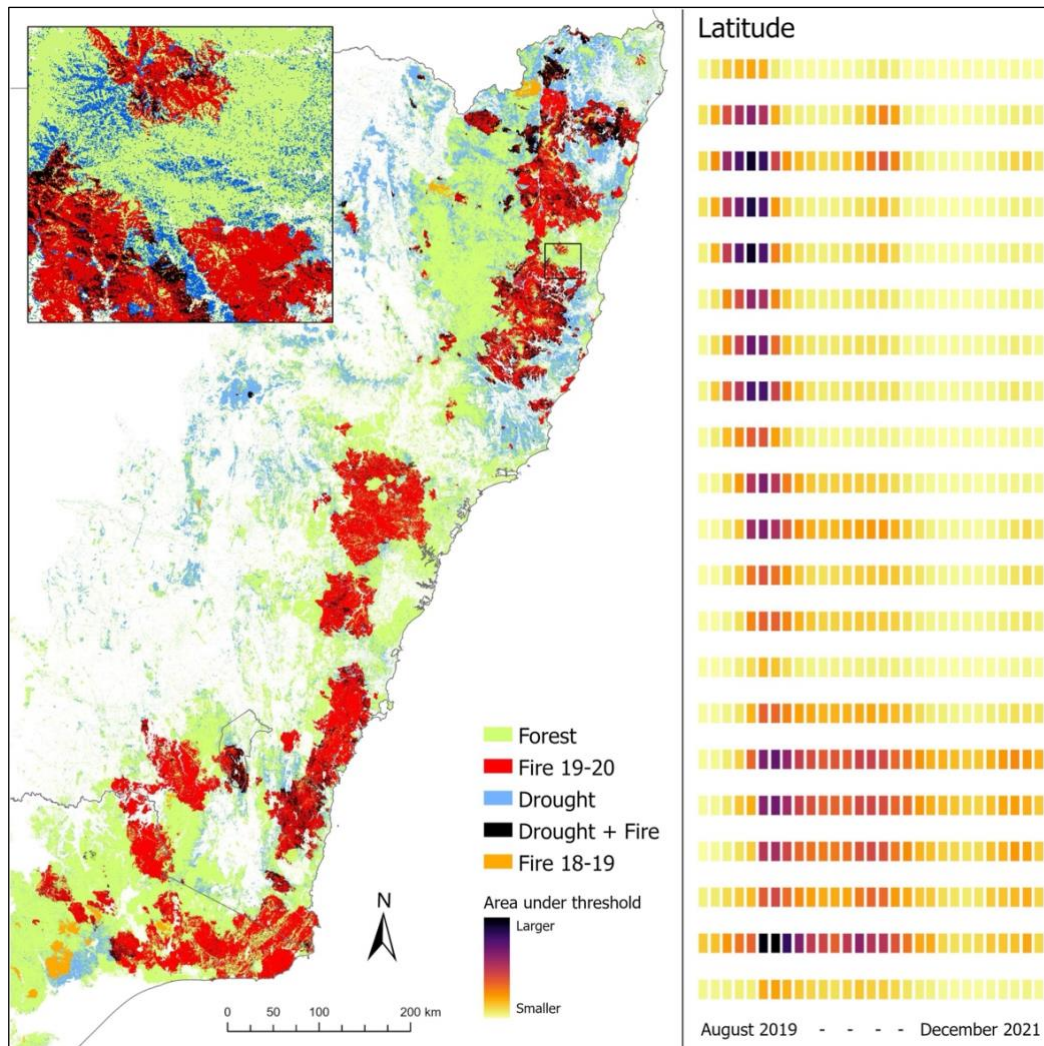 Latitude
Forest
Fire 19-20
Drought
Drought + Fire
Fire 18-19
Area under threshold
Larger
Smaller
N
0 50 100 200 km
August 2019 - - - - December 2021